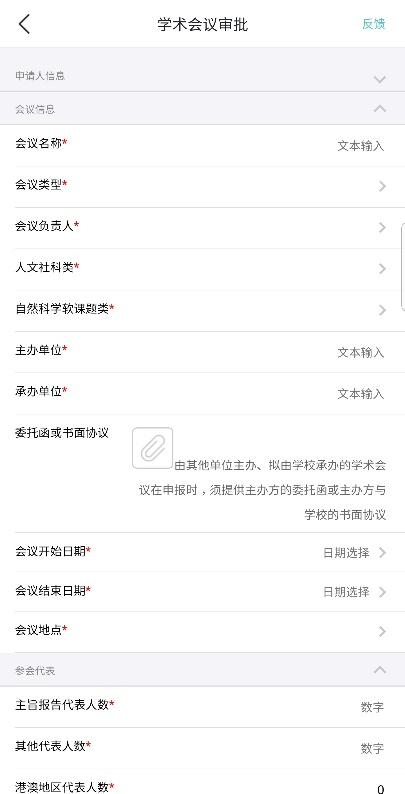 学术会议审批 反馈
申请人信息
会议信息
会议名称* 文本输入
会议类型*
会议负责人*
人文社科类*
自然科学软课题类*
主办单位* 文本输入
承办单位* 文本输入
委托函或书面协议
由其他单位主办、拟由学校承办的学术会
议在申报时，须提供主办方的委托函或主办方与
学校的书面协议
会议开始日期* 日期选择
会议结束日期* 日期选择
会议地点*
参会代表
主旨报告代表人数* 数字
其他代表人数* 数字
港澳地区代表人数* 0